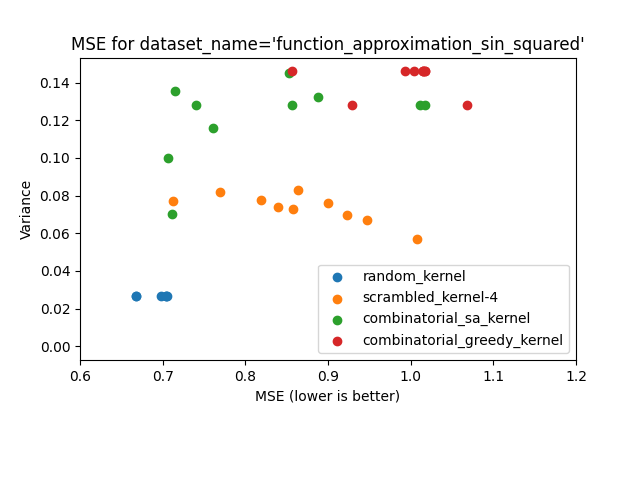 MSE for dataset_name='function_approximation_sin_squared'
Variance
0.14
0.12
0.10
0.08
0.06
0.04
0.02
0.00
random_kernel
scrambled_kernel-4
combinatorial_sa_kernel
combinatorial_greedy_kernel
0.6 0.7 0.8 0.9 1.0 1.1 1.2
MSE (lower is better)